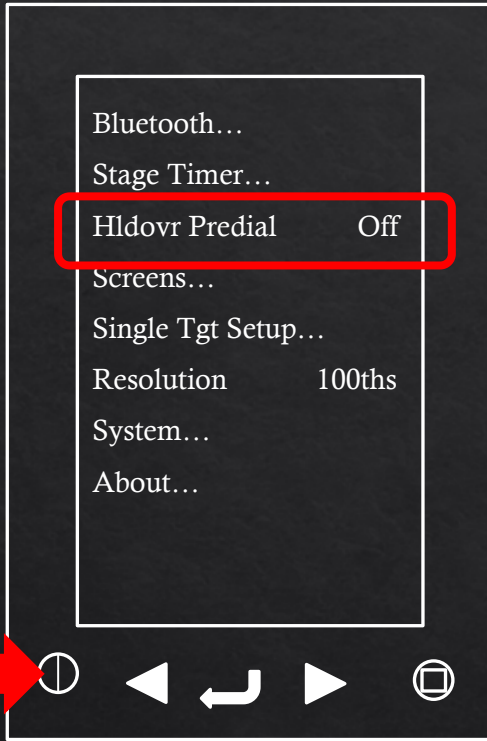 Bluetooth…
Stage Timer…
Hldovr Predial Off
Screens…
Single Tgt Setup…
Resolution 100ths
System…
About…